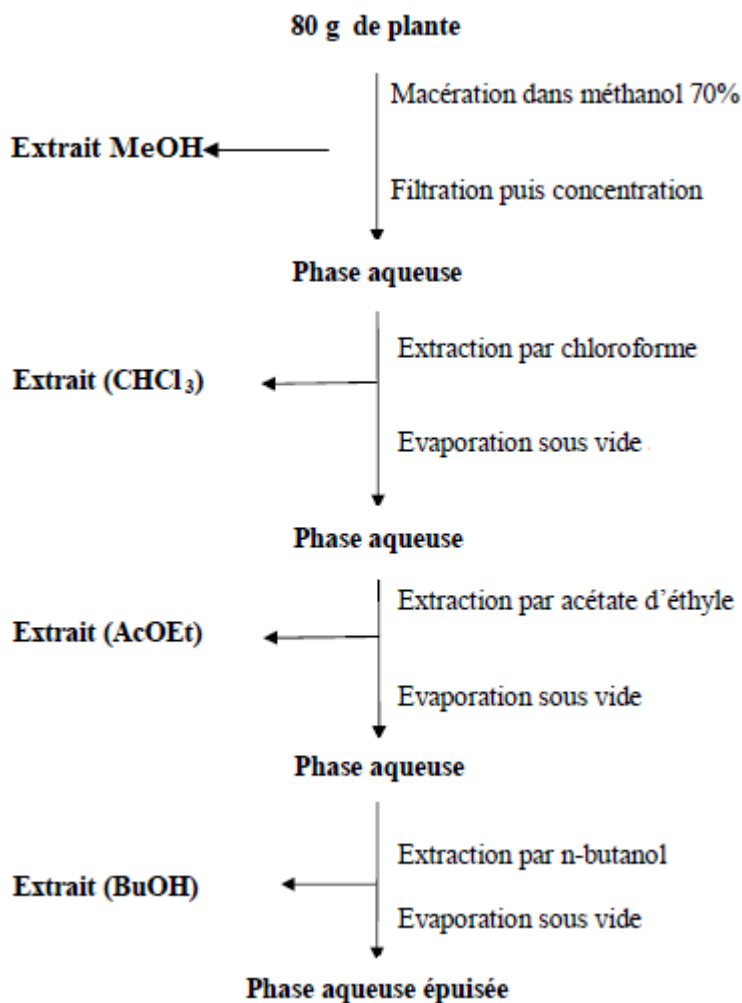 80 g de plante
Macération dans méthanol 70%
Extrait MeOH
Filtration puis concentration
Phase aqueuse
Extraction par chloroforme
Extrait (CHCl₃)
Evaporation sous vide
Phase aqueuse
Extraction par acétate d'éthyle
Extrait (AcOEt)
Evaporation sous vide
Phase aqueuse
Extraction par n-butanol
Extrait (BuOH)
Evaporation sous vide
Phase aqueuse épuisée